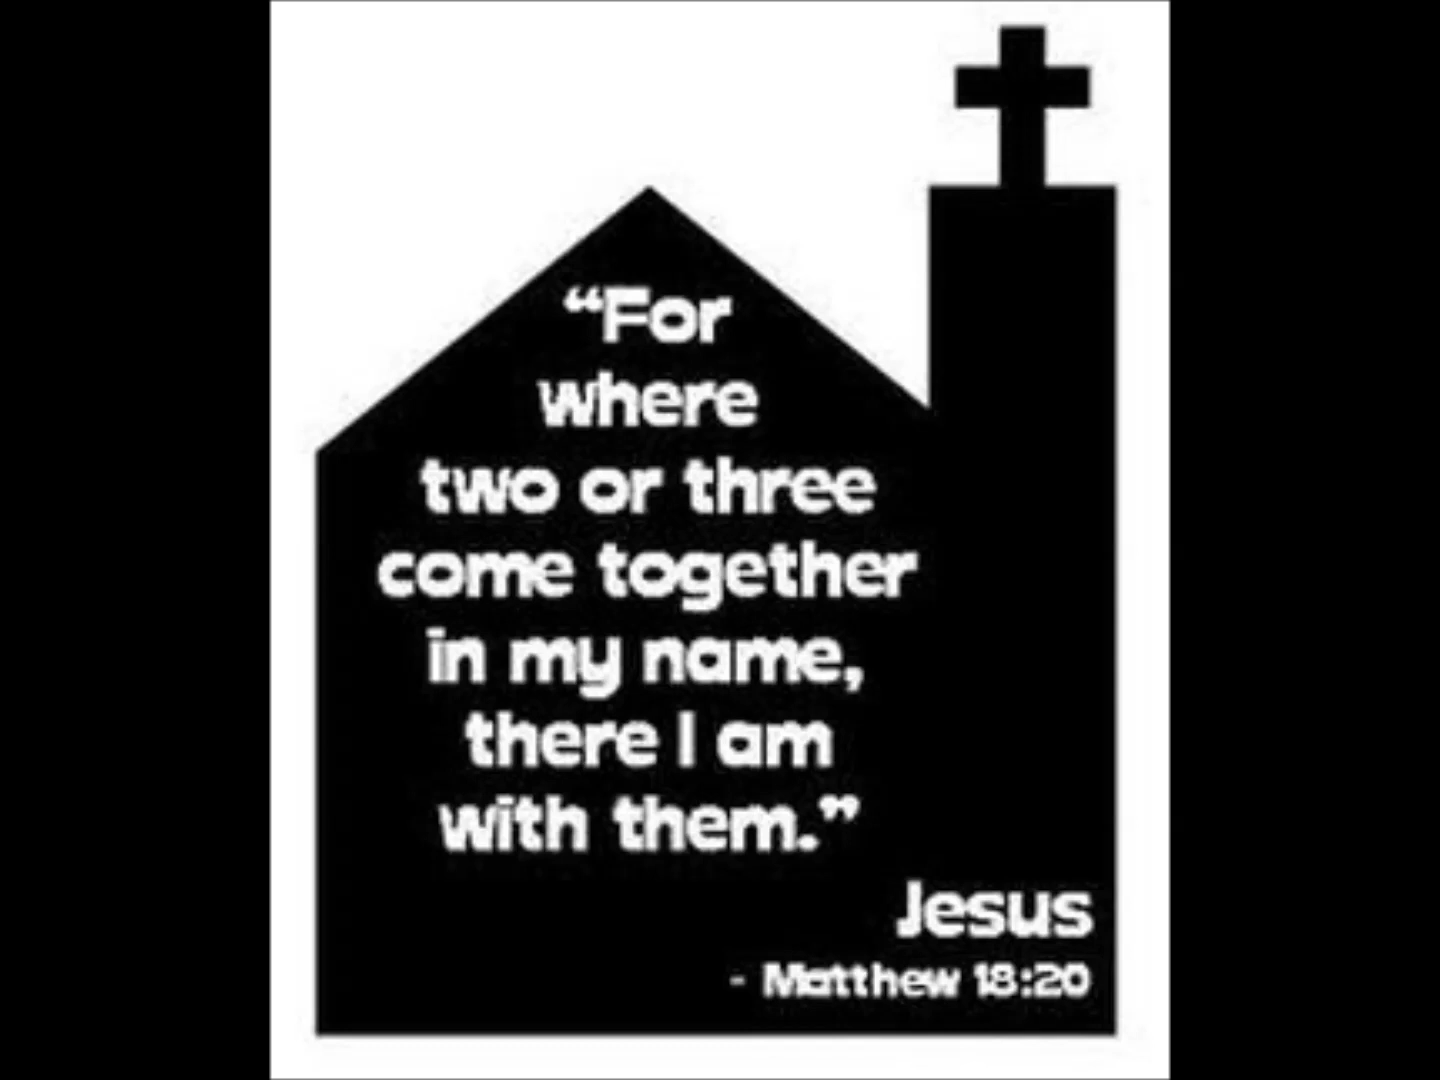 “For
where
two or three
come together
in my name,
there I am
with them.”
Jesus
- Matthew 18:20